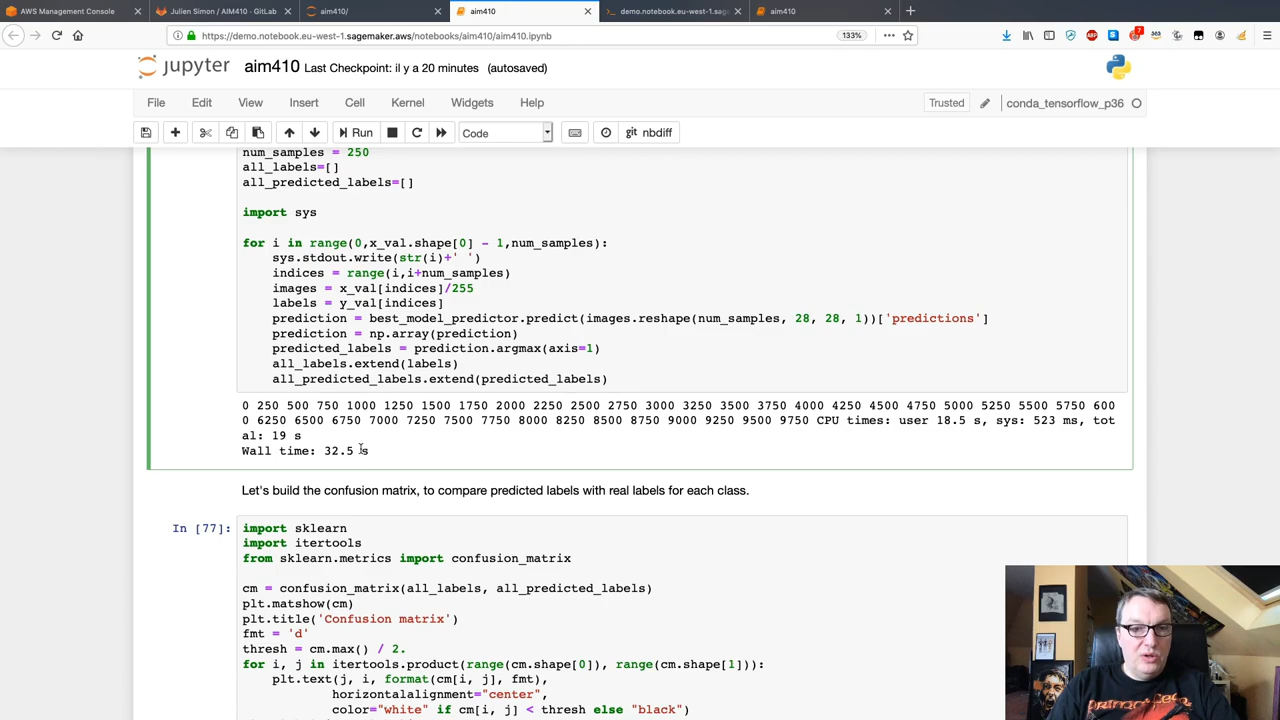 AWS Management Console
Julien Simon / AIM410 - GitLab
aim410/
aim410
demo.notebook.eu-west-1.sage
aim410
https://demo.notebook.eu-west-1.sagemaker.aws/notebooks/aim410/aim410.ipynb
133%
jupyter aim410 Last Checkpoint: il y a 20 minutes (autosaved)
File Edit View Insert Cell Kernel Widgets Help Trusted conda_tensorflow_p36
Run Code git nbdiff
num_samples = 250
all_labels=[]
all_predicted_labels=[]
import sys
for i in range(0,x_val.shape[0] - 1,num_samples):
sys.stdout.write(str(i)+' ')
indices = range(i,i+num_samples)
images = x_val[indices]/255
labels = y_val[indices]
prediction = best_model_predictor.predict(images.reshape(num_samples, 28, 28, 1))['predictions']
prediction = np.array(prediction)
predicted_labels = prediction.argmax(axis=1)
all_labels.extend(labels)
all_predicted_labels.extend(predicted_labels)
0 250 500 750 1000 1250 1500 1750 2000 2250 2500 2750 3000 3250 3500 3750 4000 4250 4500 4750 5000 5250 5500 5750 600
0 6250 6500 6750 7000 7250 7500 7750 8000 8250 8500 8750 9000 9250 9500 9750 CPU times: user 18.5 s, sys: 523 ms, tot
al: 19 s
Wall time: 32.5 s
Let's build the confusion matrix, to compare predicted labels with real labels for each class.
In [77]:
import sklearn
import itertools
from sklearn.metrics import confusion_matrix
cm = confusion_matrix(all_labels, all_predicted_labels)
plt.matshow(cm)
plt.title('Confusion matrix')
fmt = 'd'
thresh = cm.max() / 2.
for i, j in itertools.product(range(cm.shape[0]), range(cm.shape[1])):
plt.text(j, i, format(cm[i, j], fmt),
horizontalalignment="center",
color="white" if cm[i, j] < thresh else "black")